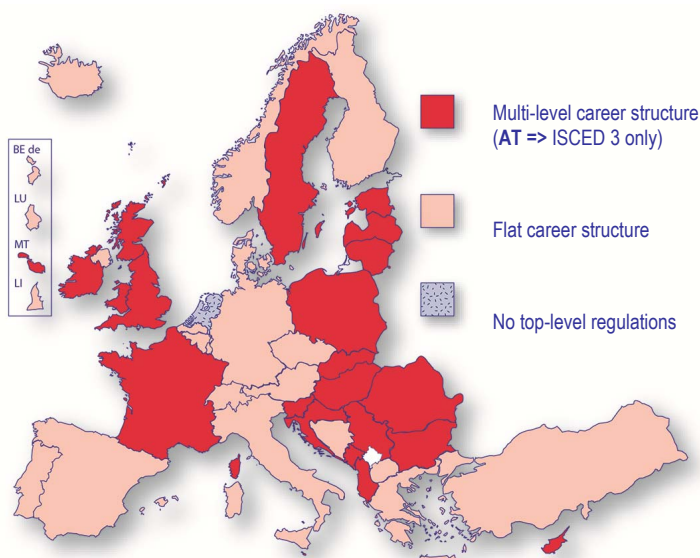 BE de
LU
MT
LI
Multi-level career structure
(AT => ISCED 3 only)
Flat career structure
No top-level regulations